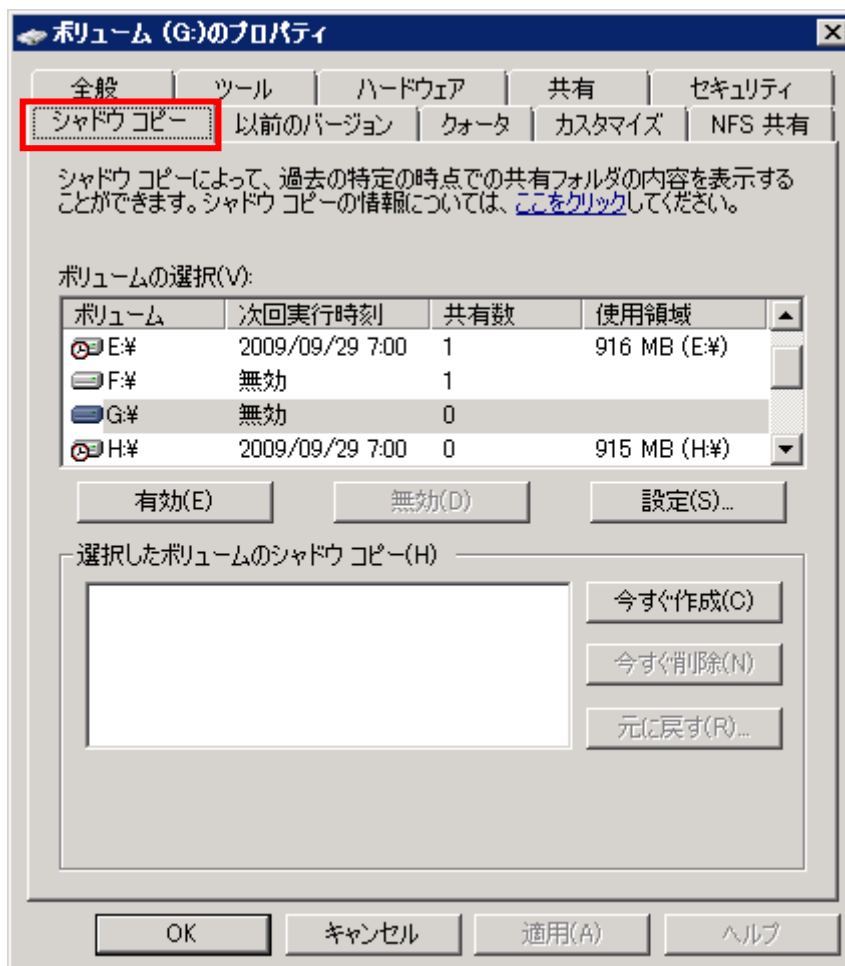 ボリューム (G:)のプロパティ
全般 ツール ハードウェア 共有 セキュリティ
シャドウ コピー 以前のバージョン クォータ カスタマイズ NFS 共有
シャドウ コピーによって、過去の特定の時点での共有フォルダの内容を表示する
ことができます。シャドウ コピーの情報については、ここをクリックしてください。
ボリュームの選択(V):
ボリューム 次回実行時刻 共有数 使用領域
E:¥ 2009/09/29 7:00 1 916 MB (E:¥)
F:¥ 無効 1
G:¥ 無効 0
H:¥ 2009/09/29 7:00 0 915 MB (H:¥)
有効(E) 無効(D) 設定(S)...
選択したボリュームのシャドウ コピー(H)
今すぐ作成(C)
今すぐ削除(N)
元に戻す(R)...
OK キャンセル 適用(A) ヘルプ